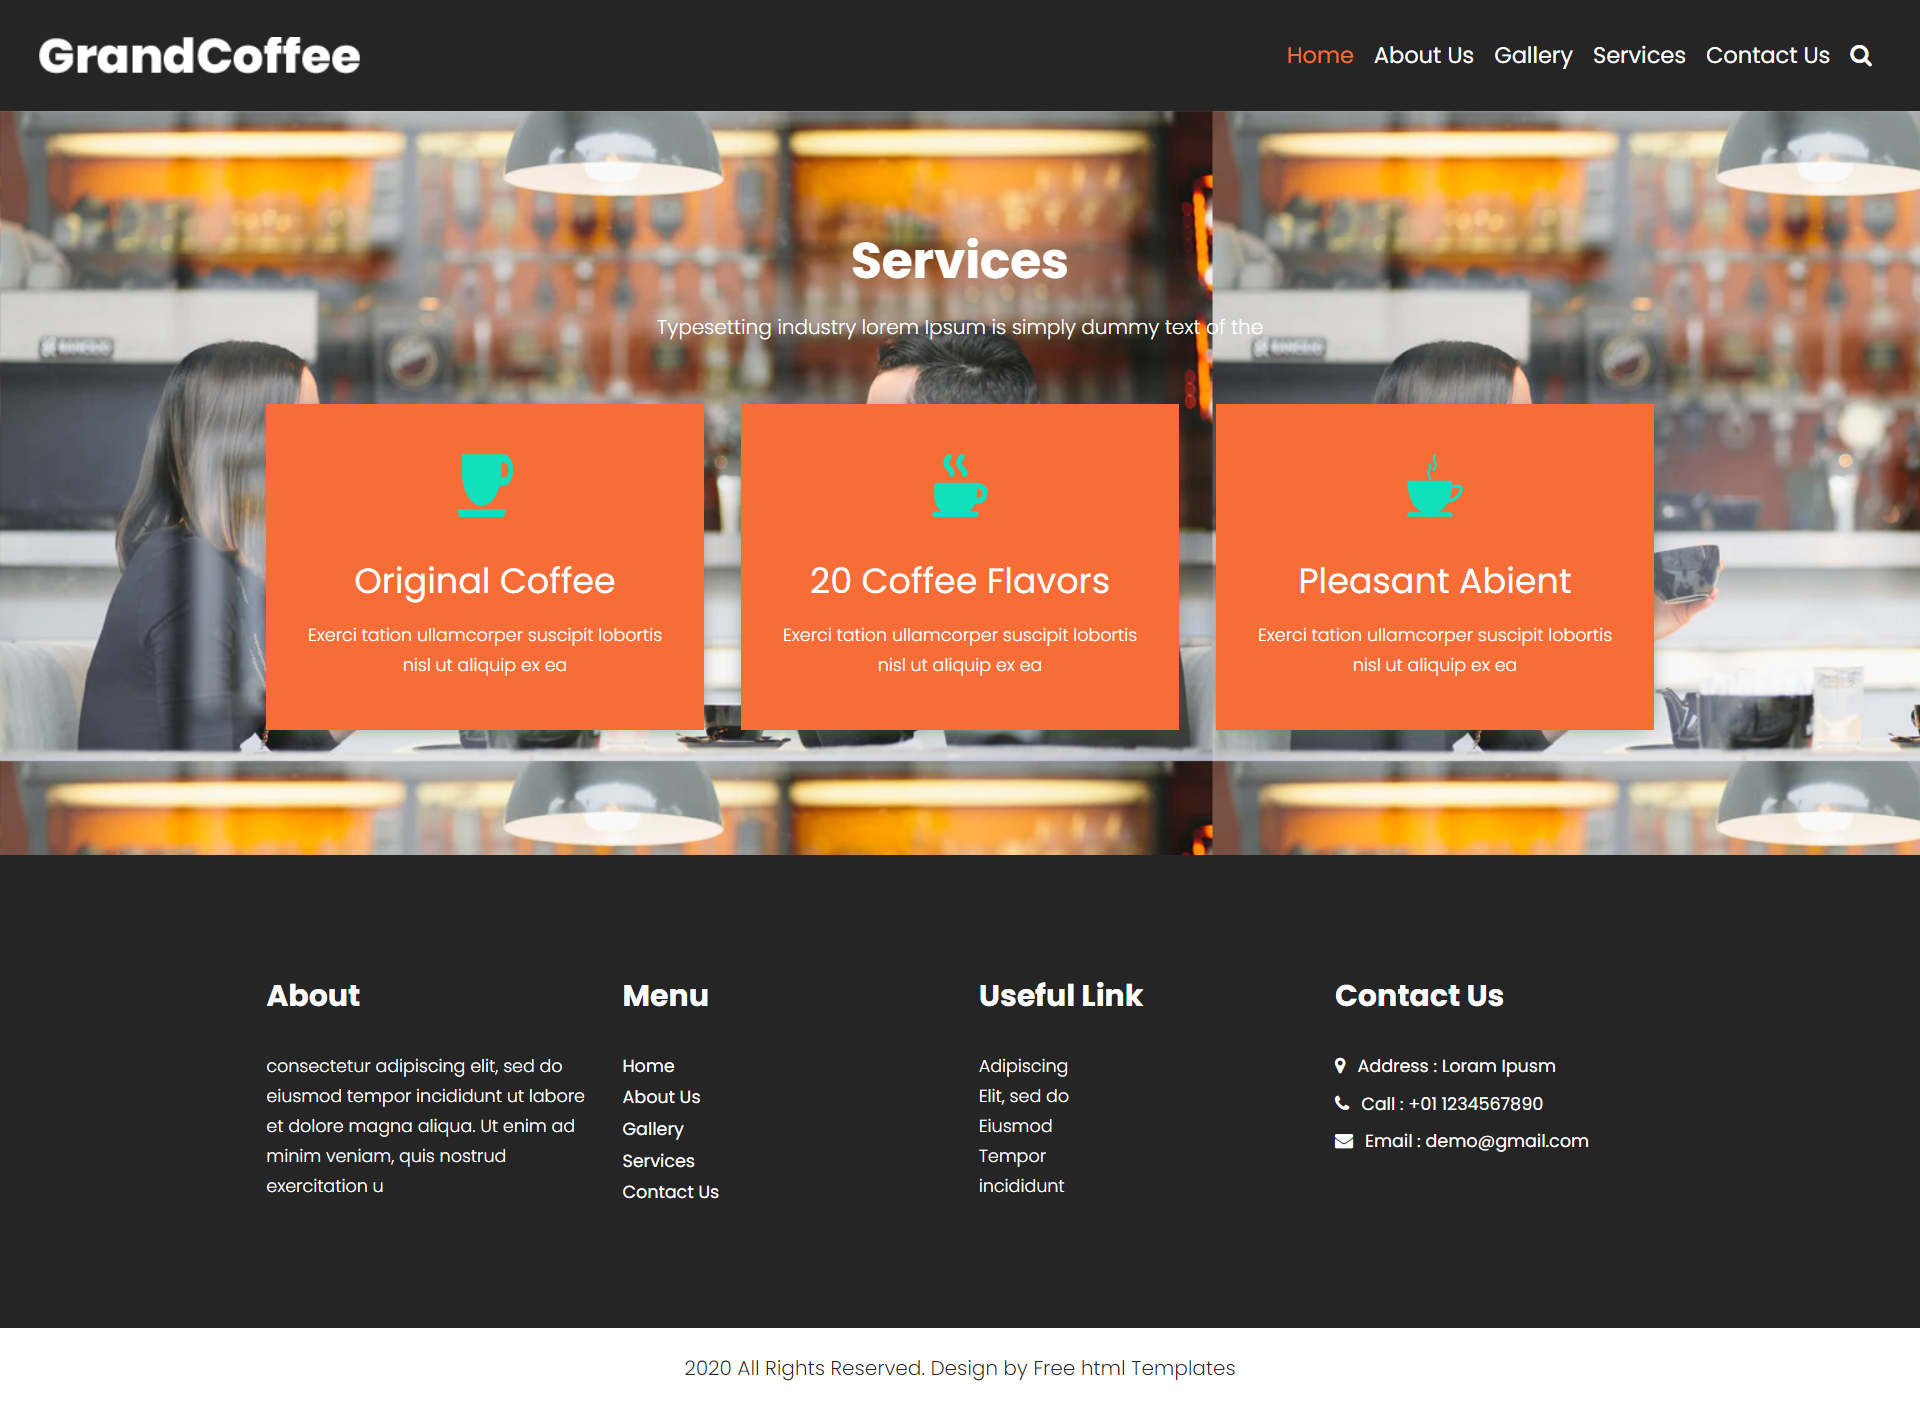 GrandCoffee
Home About Us Gallery Services Contact Us
Services
Typesetting industry lorem Ipsum is simply dummy text of the
Original Coffee
Exerci tation ullamcorper suscipit lobortis
nisl ut aliquip ex ea
20 Coffee Flavors
Exerci tation ullamcorper suscipit lobortis
nisl ut aliquip ex ea
Pleasant Abient
Exerci tation ullamcorper suscipit lobortis
nisl ut aliquip ex ea
About
consectetur adipiscing elit, sed do
eiusmod tempor incididunt ut labore
et dolore magna aliqua. Ut enim ad
minim veniam, quis nostrud
exercitation u
Menu
Home
About Us
Gallery
Services
Contact Us
Useful Link
Adipiscing
Elit, sed do
Eiusmod
Tempor
incididunt
Contact Us
Address : Loram Ipusm
Call : +01 1234567890
Email : demo@gmail.com
2020 All Rights Reserved. Design by Free html Templates